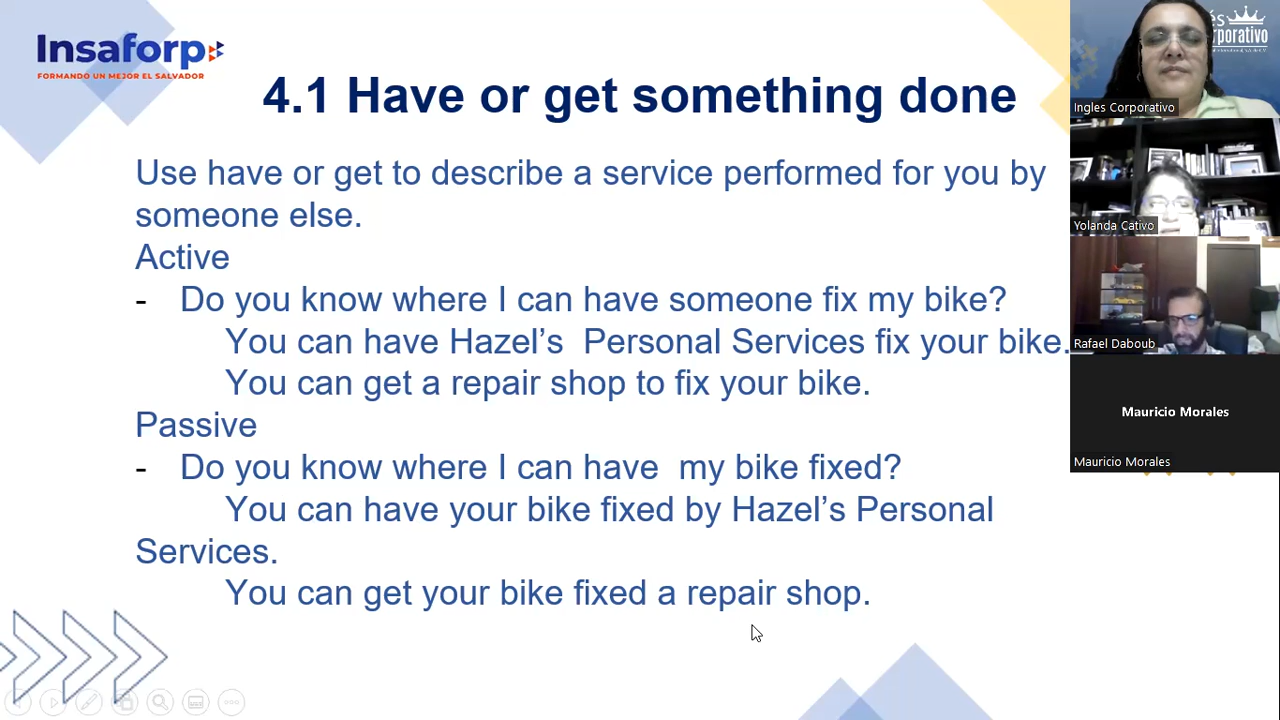 Insaforp
FORMANDO UN MEJOR EL SALVADOR
4.1 Have or get something done
Use have or get to describe a service performed for you by
someone else.
Active
- Do you know where I can have someone fix my bike?
You can have Hazel’s Personal Services fix your bike.
You can get a repair shop to fix your bike.
Passive
- Do you know where I can have my bike fixed?
You can have your bike fixed by Hazel’s Personal
Services.
You can get your bike fixed a repair shop.
Ingles Corporativo
Yolanda Cativo
Rafael Daboub
Mauricio Morales
Mauricio Morales